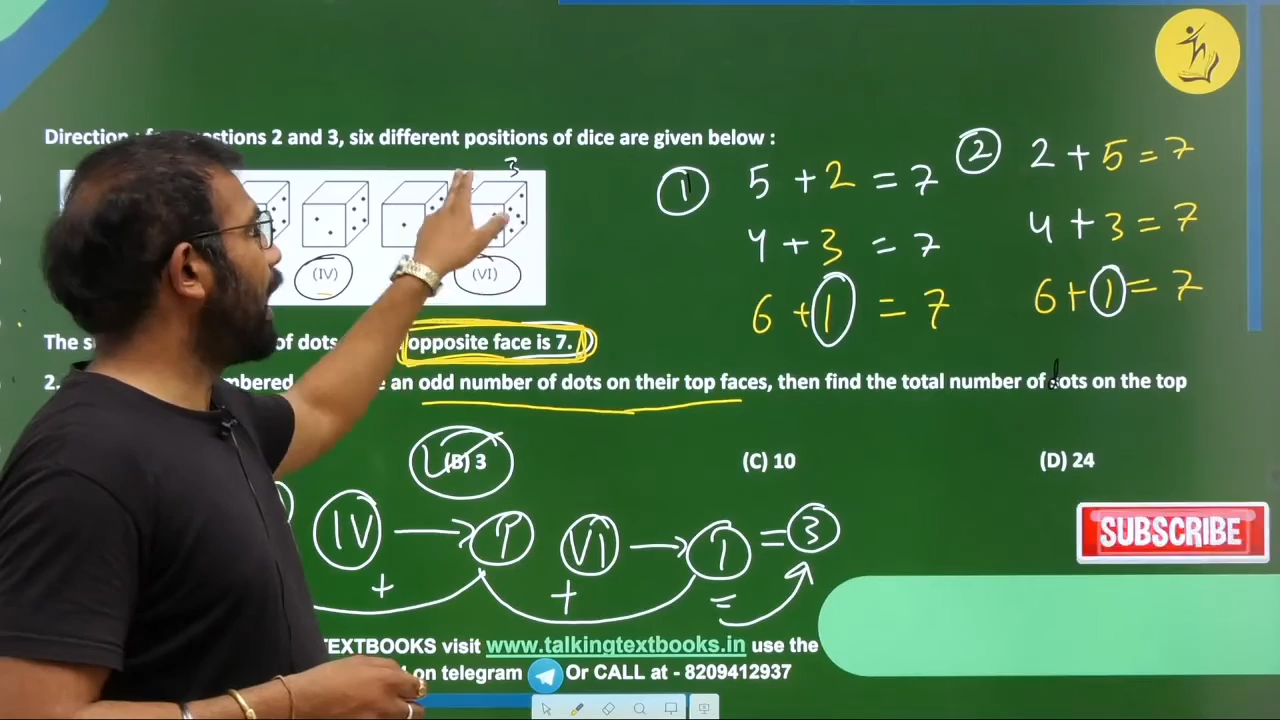 Direction questions 2 and 3, six different positions of dice are given below :
3
(IV) (VI)
The of dots opposite face is 7.
2. an odd number of dots on their top faces, then find the total number of dots on the top
(B) 3 (C) 10 (D) 24
① 5 + 2 = 7
4 + 3 = 7
6 + 1 = 7
② 2 + 5 = 7
4 + 3 = 7
6 + 1 = 7
IV → 1 VI → 1 = 3
+ + =
SUBSCRIBE
TEXTBOOKS visit www.talkingtextbooks.in use the
on telegram Or CALL at - 8209412937